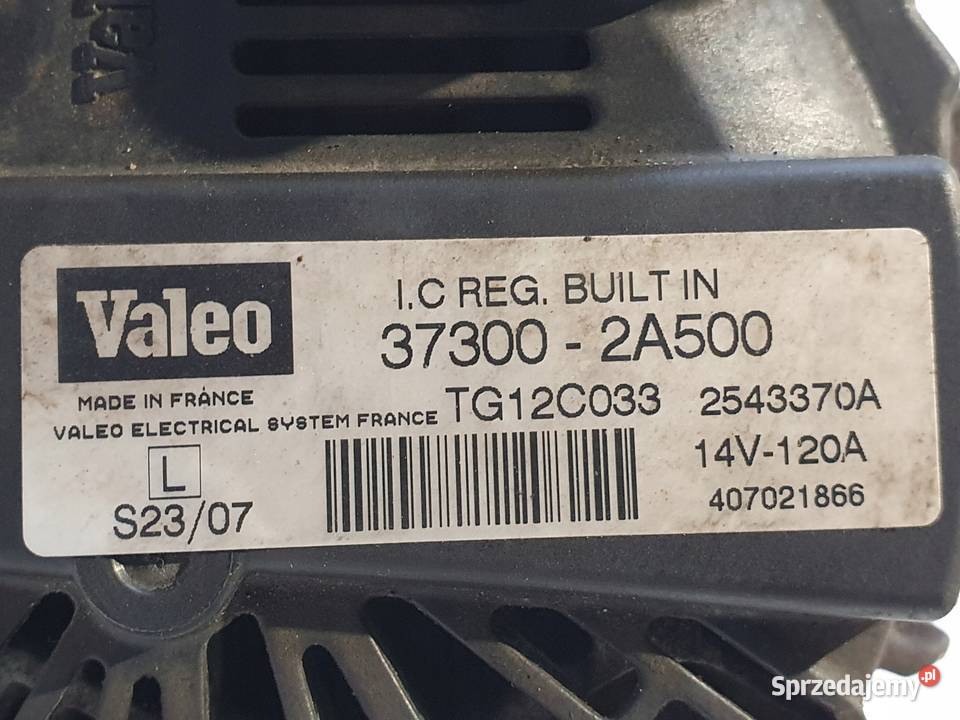 Valeo
I.C REG. BUILT IN
37300 - 2A500
MADE IN FRANCE
VALEO ELECTRICAL SYSTEM FRANCE
TG12C033 2543370A
14V-120A
L
S23/07
407021866
Sprzedajemy.pl